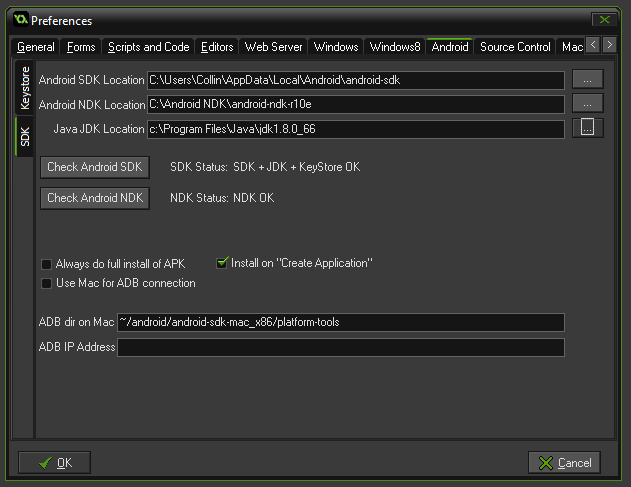 Preferences
General Forms Scripts and Code Editors Web Server Windows Windows8 Android Source Control Mac
Keystore
SDK
Android SDK Location C:\Users\Collin\AppData\Local\Android\android-sdk ...
Android NDK Location C:\Android NDK\android-ndk-r10e ...
Java JDK Location c:\Program Files\Java\jdk1.8.0_66 ...
Check Android SDK SDK Status: SDK + JDK + KeyStore OK
Check Android NDK NDK Status: NDK OK
Always do full install of APK Install on "Create Application"
Use Mac for ADB connection
ADB dir on Mac ~/android/android-sdk-mac_x86/platform-tools
ADB IP Address
OK Cancel